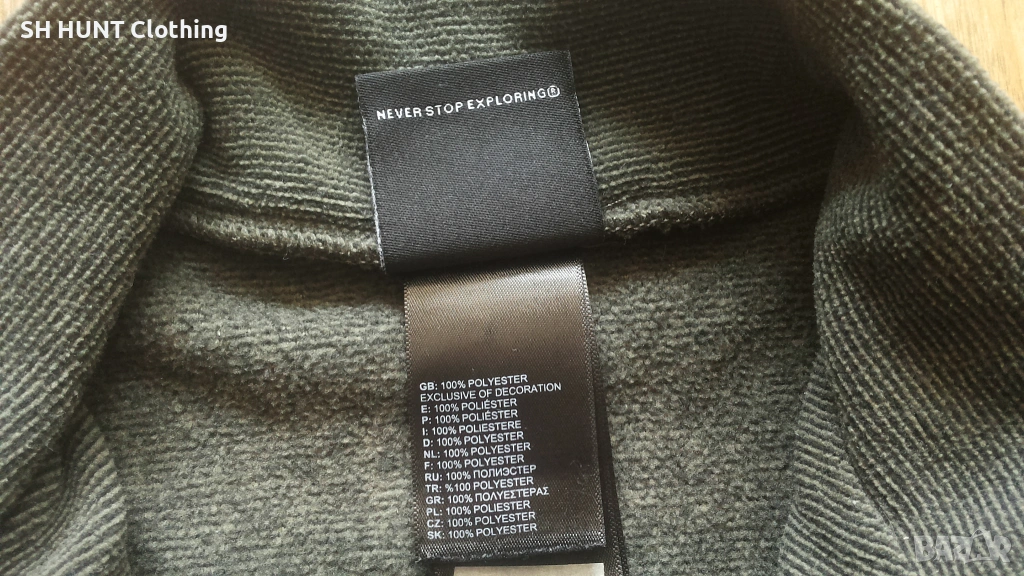 SH HUNT Clothing
NEVER STOP EXPLORING®
GB: 100% POLYESTER
EXCLUSIVE OF DECORATION
E: 100% POLIÉSTER
P: 100% POLIÉSTER
I: 100% POLIESTERE
D: 100% POLYESTER
NL: 100% POLYESTER
F: 100% POLYESTER
RU: 100% ПОЛИЭСТЕР
TR: %100 POLYESTER
GR: 100% ΠΟΛΥΕΣΤΕΡΑΣ
PL: 100% POLIESTER
CZ: 100% POLYESTER
SK: 100% POLYESTER